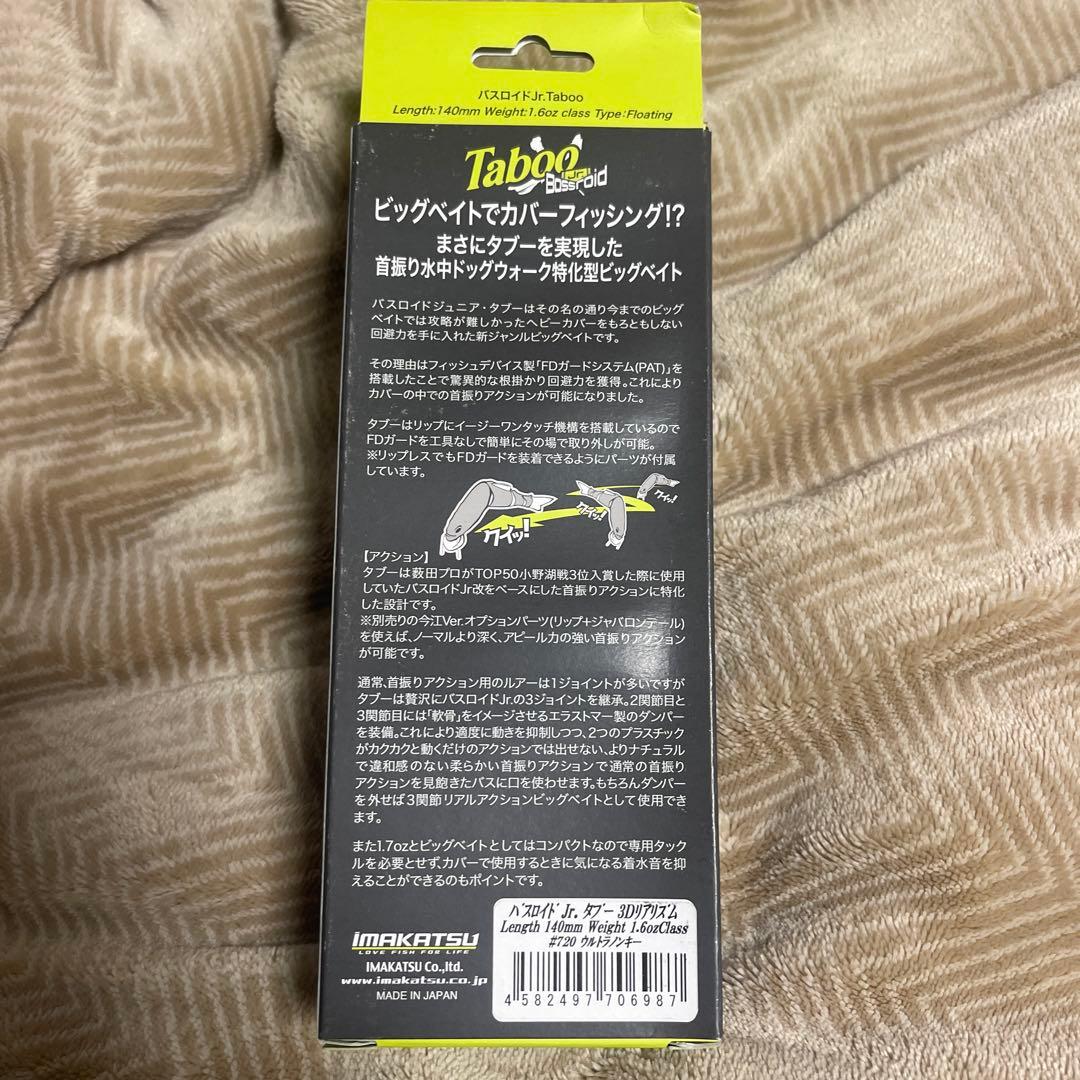 バスロイドJr.Taboo
Length:140mm Weight:1.6oz class Type:Floating
Taboo
Jr.
Bassroid
ビッグベイトでカバーフィッシング!?
まさにタブーを実現した
首振り水中ドッグウォーク特化型ビッグベイト
バスロイドジュニア・タブーはその名の通り今までのビッグ
ベイトでは攻略が難しかったヘビーカバーをもろともしない
回避力を手に入れた新ジャンルビッグベイトです。
その理由はフィッシュデバイス製「FDガードシステム(PAT)」を
搭載したことで驚異的な根掛かり回避力を獲得。これにより
カバーの中での首振りアクションが可能になりました。
タブーはリップにイージーワンタッチ機構を搭載しているので
FDガードを工具なしで簡単にその場で取り外しが可能。
※リップレスでもFDガードを装着できるようにパーツが付属
しています。
クイッ!
クイッ!
クイッ!
【アクション】
タブーは薮田プロがTOP50小野湖戦3位入賞した際に使用
していたバスロイドJr改をベースにした首振りアクションに特化
した設計です。
※別売りの今江Ver.オプションパーツ(リップ+ジャバロンテール)
を使えば、ノーマルより深く、アピール力の強い首振りアクション
が可能です。
通常、首振りアクション用のルアーは1ジョイントが多いですが
タブーは贅沢にバスロイドJr.の3ジョイントを継承。2関節目と
3関節目には「軟骨」をイメージさせるエラストマー製のダンパー
を装備。これにより適度に動きを抑制しつつ、2つのプラスチック
がカクカクと動くだけのアクションでは出せない、よりナチュラル
で違和感のない柔らかい首振りアクションで通常の首振り
アクションを見飽きたバスに口を使わせます。もちろんダンパー
を外せば3関節リアルアクションビッグベイトとして使用でき
ます。
また1.7ozとビッグベイトとしてはコンパクトなので専用タック
ルを必要とせず、カバーで使用するときに気になる着水音を抑
えることができるのもポイントです。
IMAKATSU
LOVE FISH FOR LIFE
IMAKATSU Co.,ltd.
www.imakatsu.co.jp
MADE IN JAPAN
バスロイド Jr. タブー 3Dリアリズム
Length 140mm Weight 1.6ozClass
#720 ウルトラノンキー
4 582497 706987